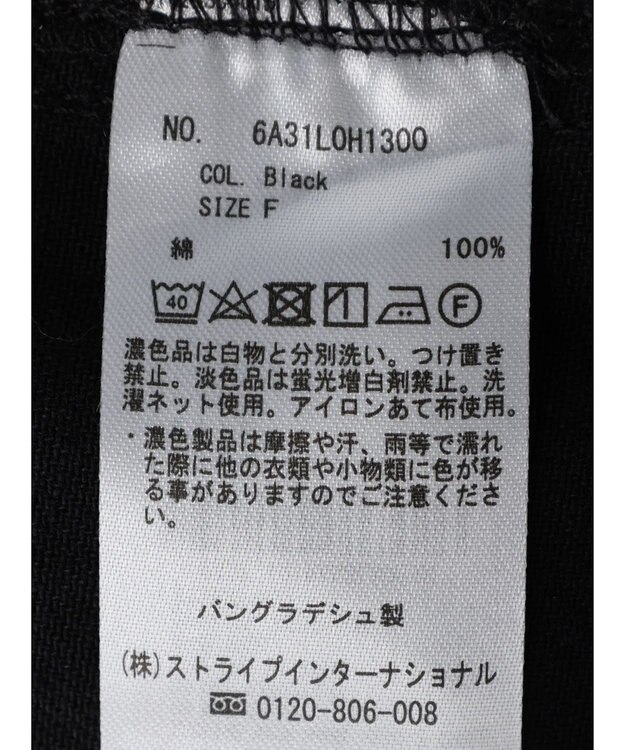 NO. 6A31L0H1300
COL. Black
SIZE F
綿 100%
40 F
濃色品は白物と分別洗い。つけ置き
禁止。淡色品は蛍光増白剤禁止。洗
濯ネット使用。アイロンあて布使用。
・濃色製品は摩擦や汗、雨等で濡れ
た際に他の衣類や小物類に色が移
る事がありますのでご注意くださ
い。
バングラデシュ製
(株)ストライプインターナショナル
0120-806-008